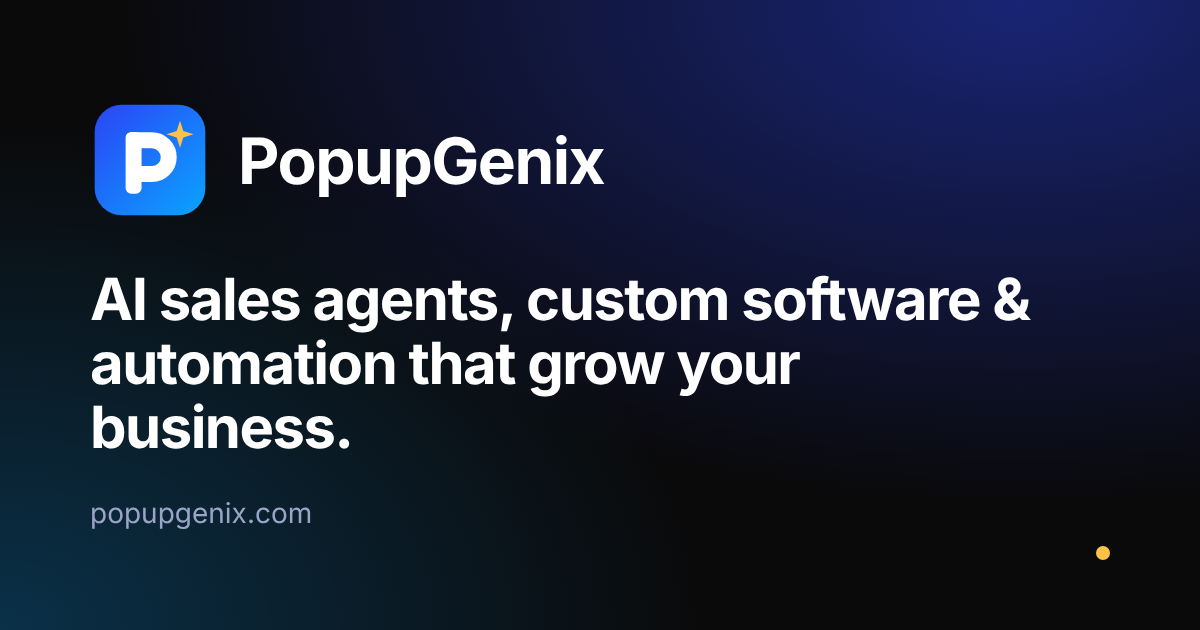 P
PopupGenix
AI sales agents, custom software &
automation that grow your
business.
popupgenix.com